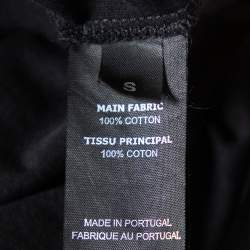 S
MAIN FABRIC
100% COTTON
TISSU PRINCIPAL
100% COTON
MADE IN PORTUGAL
FABRIQUE AU PORTUGAL